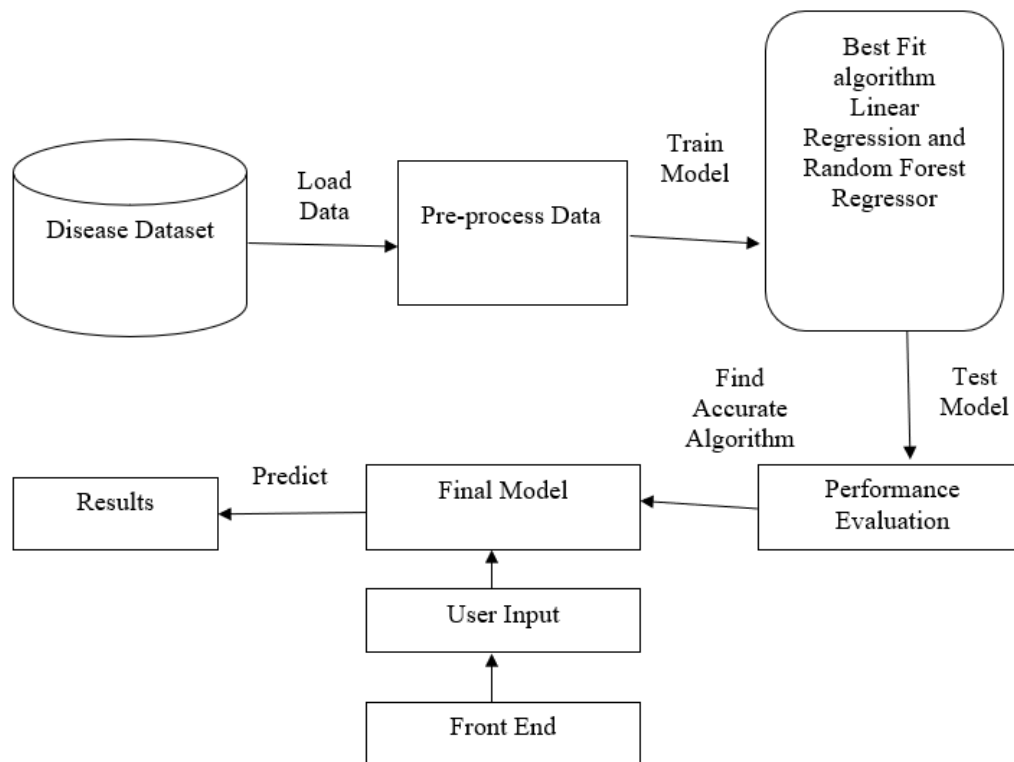 Best Fit
algorithm
Linear
Regression and
Random Forest
Regressor
Train
Model
Load
Data
Disease Dataset
Pre-process Data
Find
Accurate
Algorithm
Test
Model
Predict
Results
Final Model
Performance
Evaluation
User Input
Front End